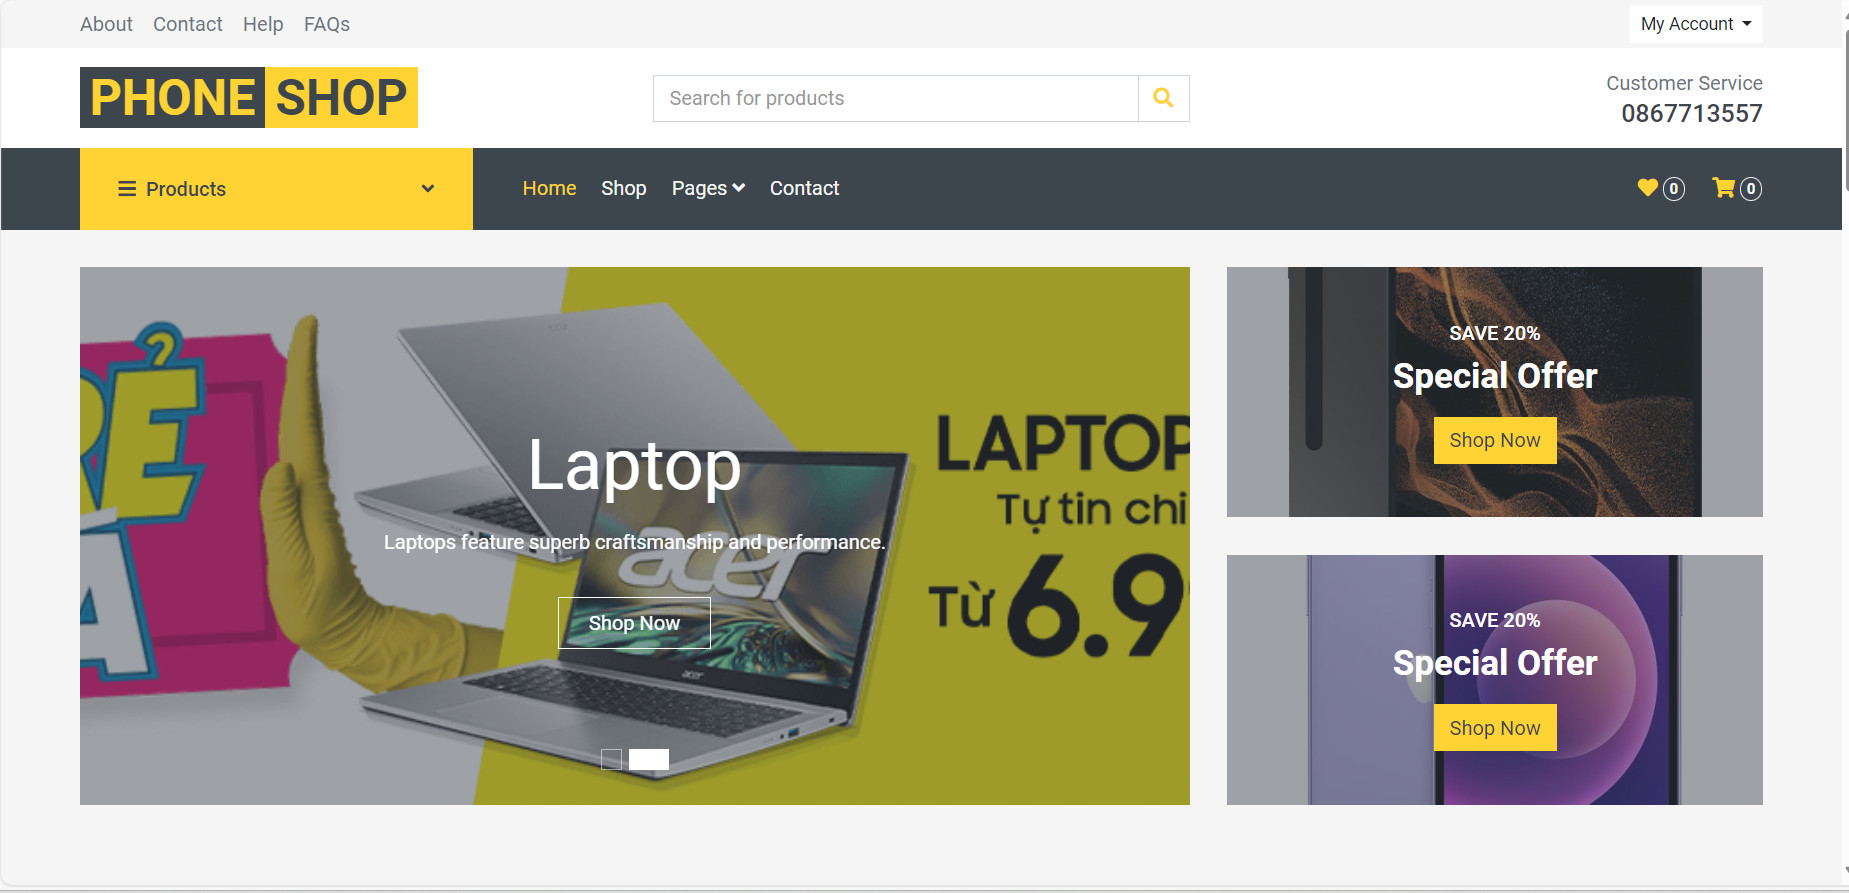 About Contact Help FAQs My Account
PHONE SHOP
Search for products
Customer Service
0867713557
Products
Home Shop Pages Contact
0 0
Laptop
Laptops feature superb craftsmanship and performance.
Shop Now
acer
acer
LAPTOP
Tự tin chi
Từ 6.9
SAVE 20%
Special Offer
Shop Now
SAVE 20%
Special Offer
Shop Now